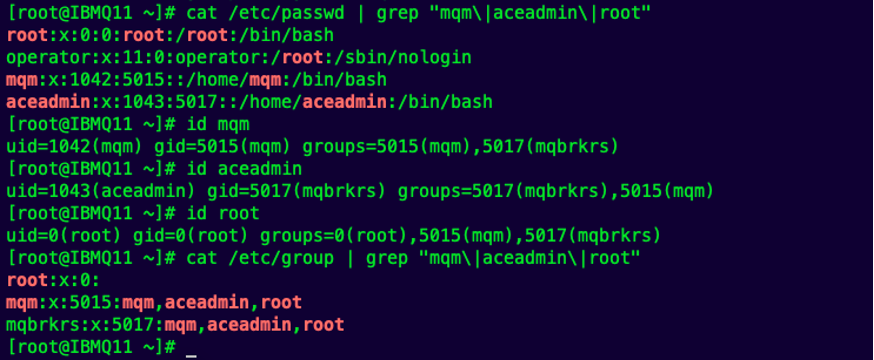 [root@IBMQ11 ~]# cat /etc/passwd | grep "mqm\|aceadmin\|root"
root:x:0:0:root:/root:/bin/bash
operator:x:11:0:operator:/root:/sbin/nologin
mqm:x:1042:5015::/home/mqm:/bin/bash
aceadmin:x:1043:5017::/home/aceadmin:/bin/bash
[root@IBMQ11 ~]# id mqm
uid=1042(mqm) gid=5015(mqm) groups=5015(mqm),5017(mqbrkrs)
[root@IBMQ11 ~]# id aceadmin
uid=1043(aceadmin) gid=5017(mqbrkrs) groups=5017(mqbrkrs),5015(mqm)
[root@IBMQ11 ~]# id root
uid=0(root) gid=0(root) groups=0(root),5015(mqm),5017(mqbrkrs)
[root@IBMQ11 ~]# cat /etc/group | grep "mqm\|aceadmin\|root"
root:x:0:
mqm:x:5015:mqm,aceadmin,root
mqbrkrs:x:5017:mqm,aceadmin,root
[root@IBMQ11 ~]# _